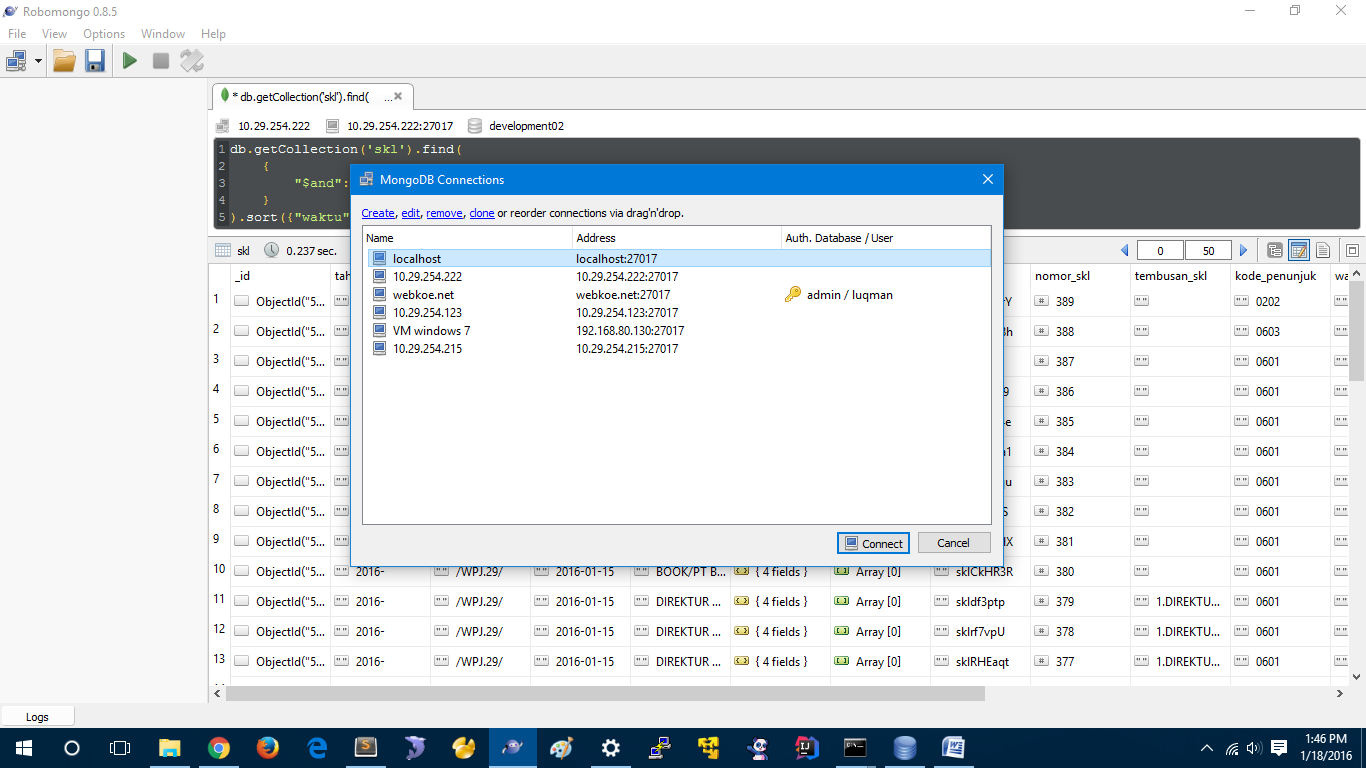 Robomongo 0.8.5
File View Options Window Help
* db.getCollection('skl').find( ...
10.29.254.222 10.29.254.222:27017 development02
1 db.getCollection('skl').find(
2 {
3 "$and":
4 }
5 ).sort({"waktu"
MongoDB Connections
Create, edit, remove, clone or reorder connections via drag'n'drop.
Name Address Auth. Database / User
localhost localhost:27017
10.29.254.222 10.29.254.222:27017
webkoe.net webkoe.net:27017 admin / luqman
10.29.254.123 10.29.254.123:27017
VM windows 7 192.168.80.130:27017
10.29.254.215 10.29.254.215:27017
Connect Cancel
skl 0.237 sec. 0 50
_id tah nomor_skl tembusan_skl kode_penunjuk wa
1 ObjectId("5... 389 0202
2 ObjectId("5... 388 0603
3 ObjectId("5... 387 0601
4 ObjectId("5... 386 0601
5 ObjectId("5... 385 0601
6 ObjectId("5... 384 0601
7 ObjectId("5... 383 0601
8 ObjectId("5... 382 0601
9 ObjectId("5... 381 0601
10 ObjectId("5... 2016- /WPJ.29/ 2016-01-15 BOOK/PT B... { 4 fields } Array [0] sklCkHR3R 380 0601
11 ObjectId("5... 2016- /WPJ.29/ 2016-01-15 DIREKTUR ... { 4 fields } Array [0] skldf3ptp 379 1.DIREKTU... 0601
12 ObjectId("5... 2016- /WPJ.29/ 2016-01-15 DIREKTUR ... { 4 fields } Array [0] sklrf7vpU 378 1.DIREKTU... 0601
13 ObjectId("5... 2016- /WPJ.29/ 2016-01-15 DIREKTUR ... { 4 fields } Array [0] sklRHEaqt 377 1.DIREKTU... 0601
Logs
1:46 PM
1/18/2016